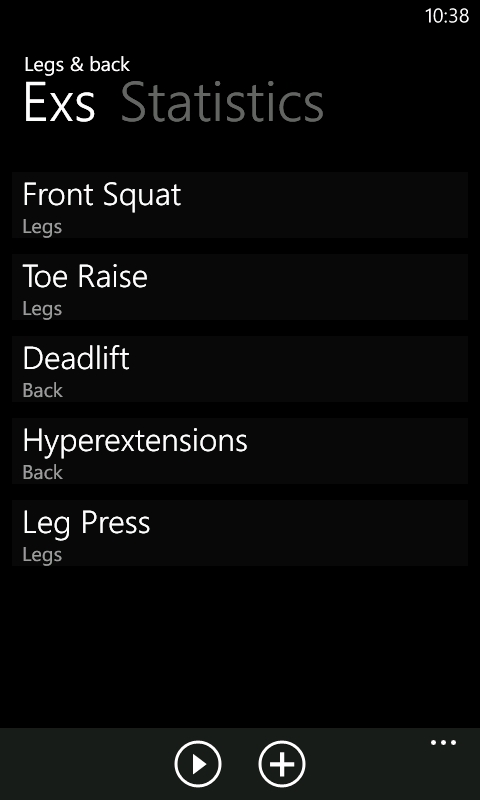 10:38
Legs & back
Exs Statistics
Front Squat
Legs
Toe Raise
Legs
Deadlift
Back
Hyperextensions
Back
Leg Press
Legs